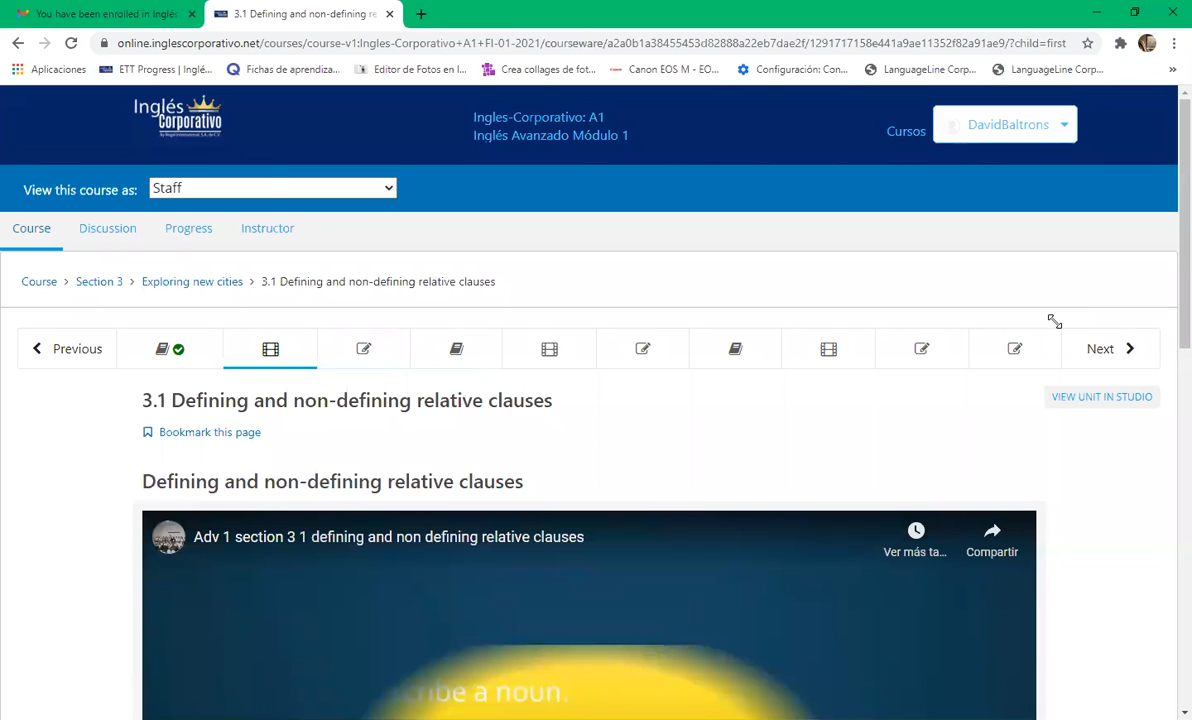 You have been enrolled in Inglés
3.1 Defining and non-defining re
online.inglescorporativo.net/courses/course-v1:Ingles-Corporativo+A1+FI-01-2021/courseware/a2a0b1a38455453d82888a22eb7dae2f/1291717158e441a9ae11352f82a91ae9/?child=first
Aplicaciones
ETT Progress | Inglé...
Fichas de aprendiza...
Editor de Fotos en l...
Crea collages de fot...
Canon EOS M - EO...
Configuración: Con...
LanguageLine Corp...
LanguageLine Corp...
»
Inglés
Corporativo
Ingles-Corporativo: A1
Inglés Avanzado Módulo 1
Cursos
DavidBaltrons
View this course as:
Staff
Course
Discussion
Progress
Instructor
Course > Section 3 > Exploring new cities > 3.1 Defining and non-defining relative clauses
Previous
Next
3.1 Defining and non-defining relative clauses
VIEW UNIT IN STUDIO
Bookmark this page
Defining and non-defining relative clauses
Adv 1 section 3 1 defining and non defining relative clauses
Ver más ta...
Compartir
ribe a noun.